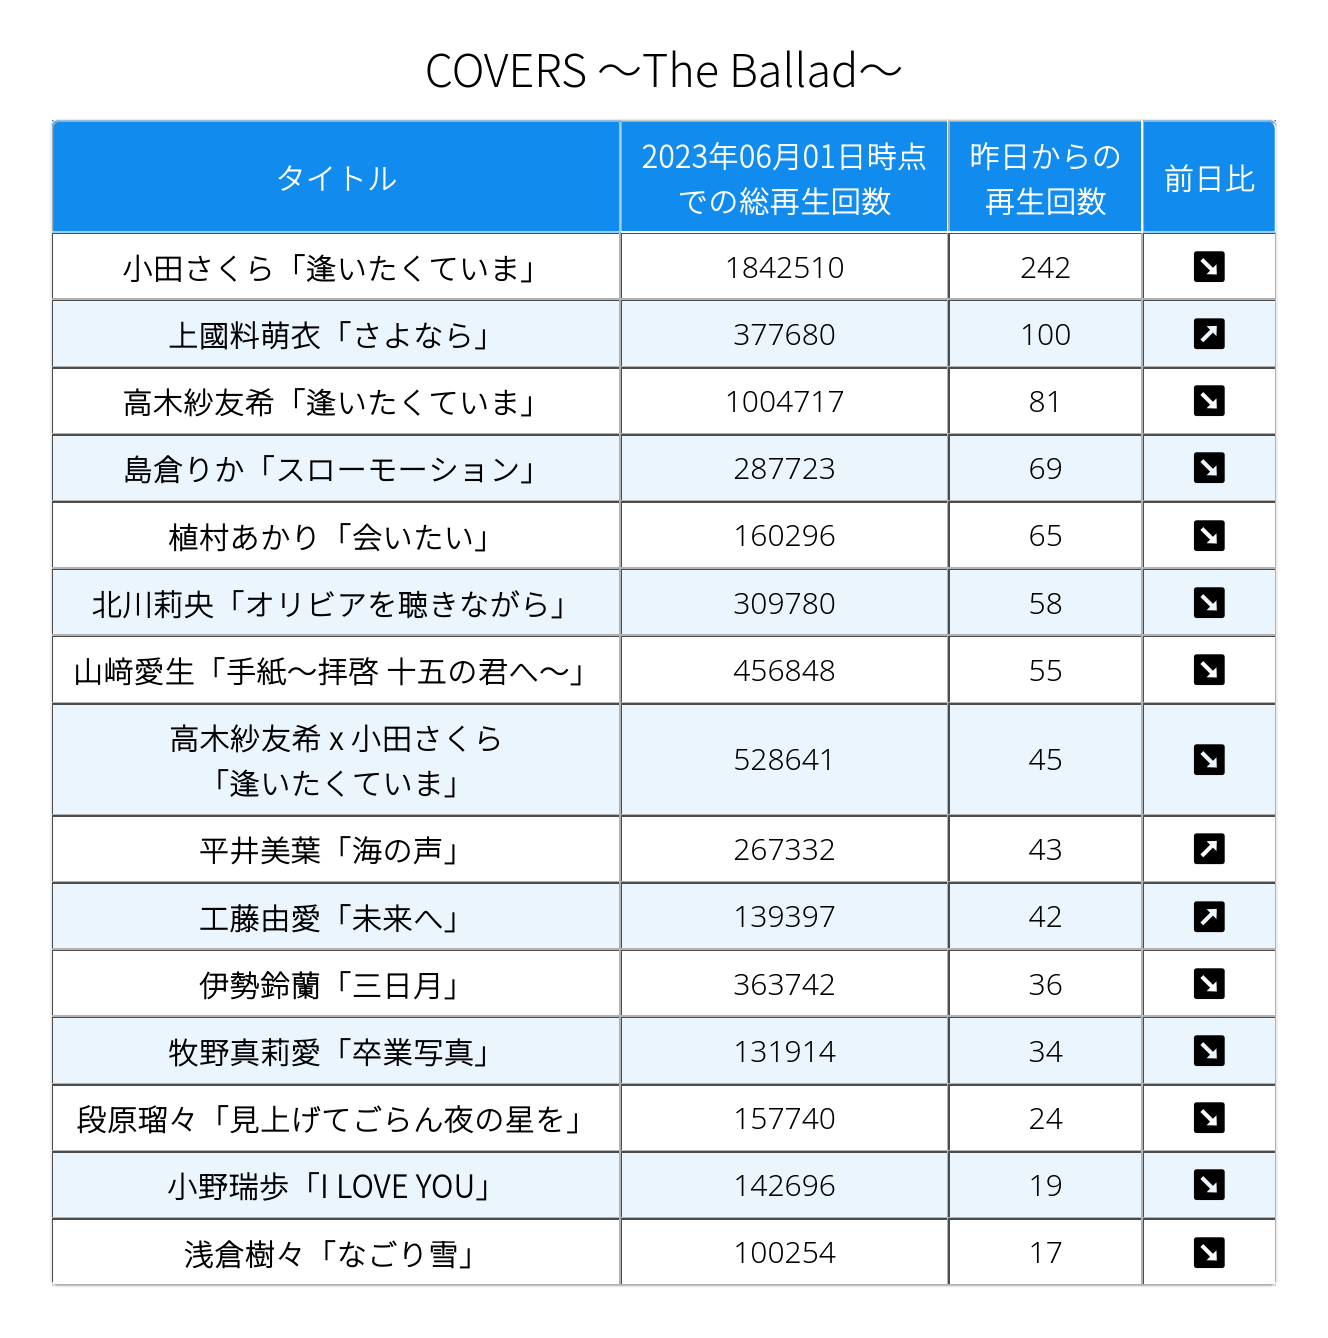 COVERS ～The Ballad～
タイトル
2023年06月01日時点
での総再生回数
昨日からの
再生回数
前日比
小田さくら「逢いたくていま」 1842510 242 ↘
上國料萌衣「さよなら」 377680 100 ↗
高木紗友希「逢いたくていま」 1004717 81 ↘
島倉りか「スローモーション」 287723 69 ↘
植村あかり「会いたい」 160296 65 ↘
北川莉央「オリビアを聴きながら」 309780 58 ↘
山﨑愛生「手紙～拝啓 十五の君へ～」 456848 55 ↘
高木紗友希 x 小田さくら
「逢いたくていま」 528641 45 ↘
平井美葉「海の声」 267332 43 ↗
工藤由愛「未来へ」 139397 42 ↗
伊勢鈴蘭「三日月」 363742 36 ↘
牧野真莉愛「卒業写真」 131914 34 ↘
段原瑠々「見上げてごらん夜の星を」 157740 24 ↘
小野瑞歩「I LOVE YOU」 142696 19 ↘
浅倉樹々「なごり雪」 100254 17 ↘